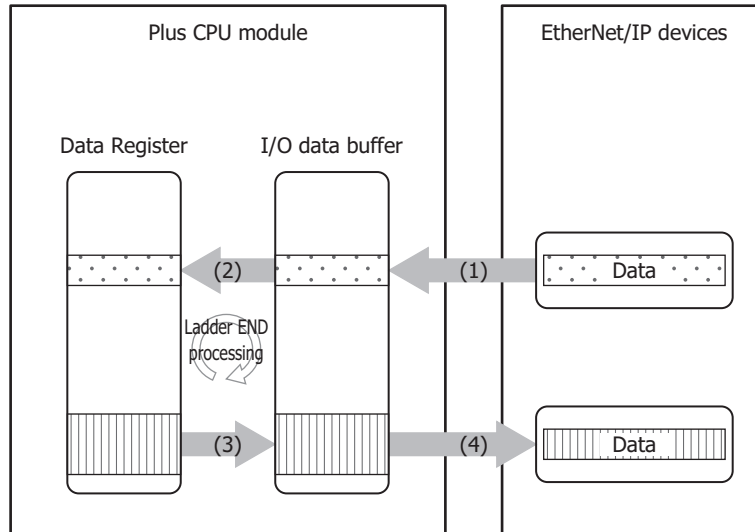 Plus CPU module
EtherNet/IP devices
Data Register
I/O data buffer
(2)
(1)
Data
Ladder END
processing
(3)
(4)
Data